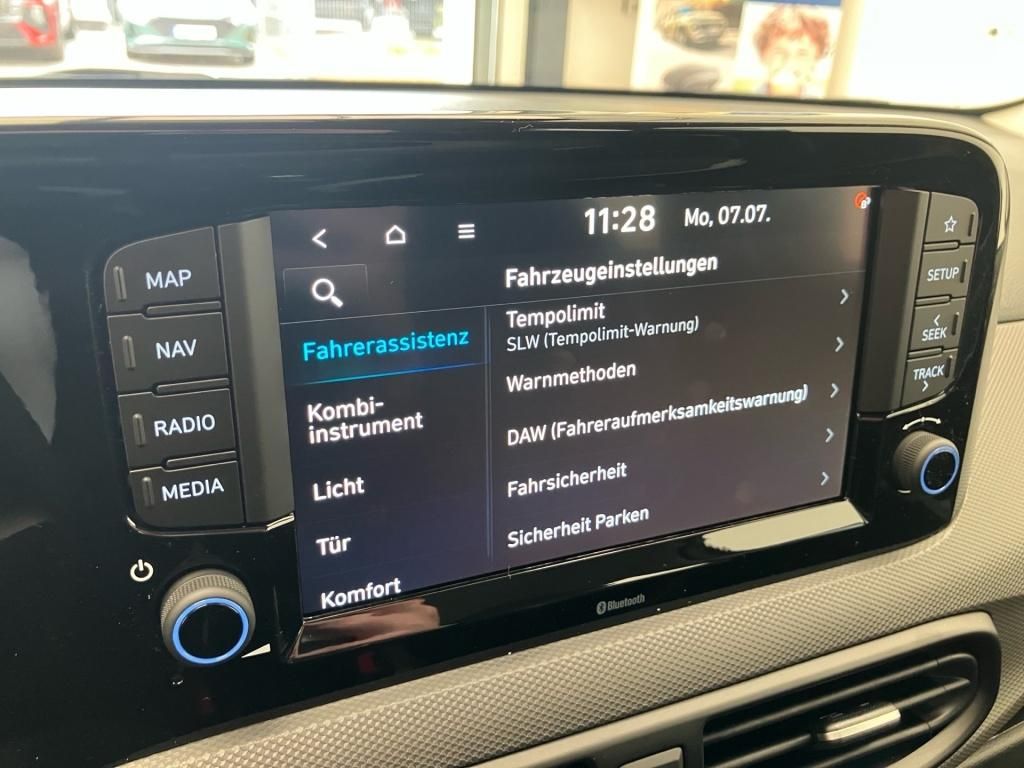 MAP
NAV
RADIO
MEDIA
11:28 Mo, 07.07.
Fahrzeugeinstellungen
Fahrerassistenz
Kombi-
instrument
Licht
Tür
Komfort
Tempolimit
SLW (Tempolimit-Warnung)
Warnmethoden
DAW (Fahreraufmerksamkeitswarnung)
Fahrsicherheit
Sicherheit Parken
SETUP
SEEK
TRACK
Bluetooth